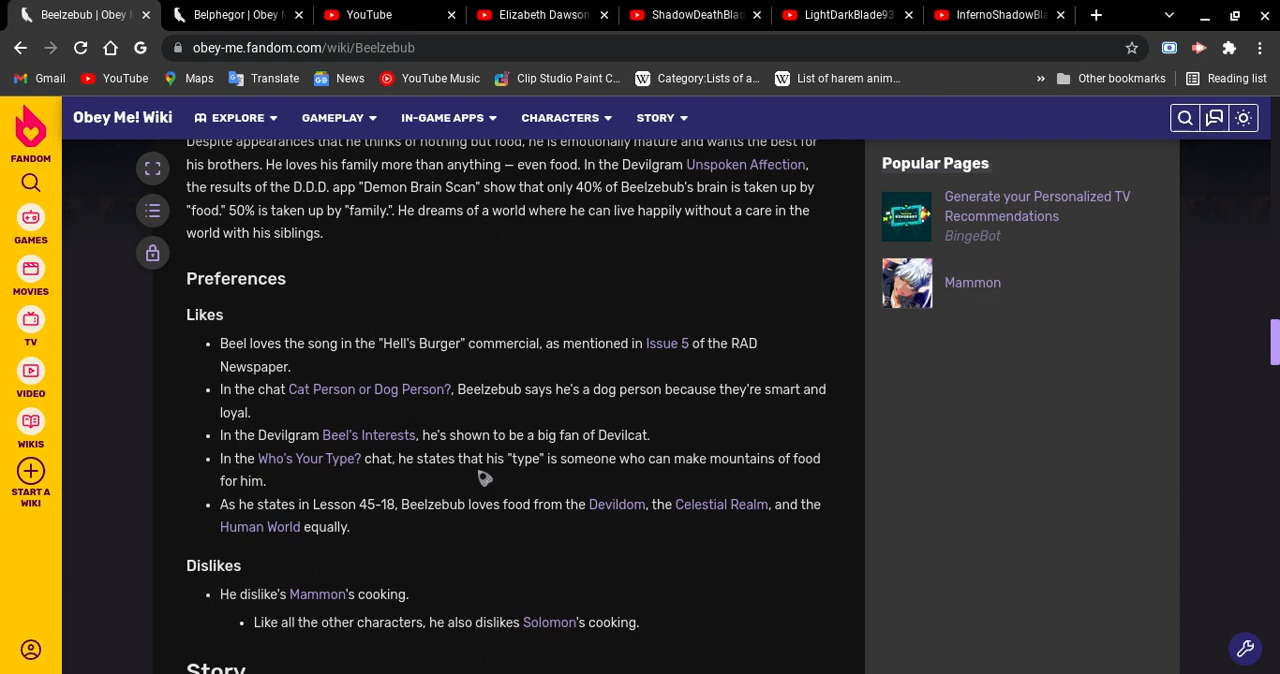 Beelzebub | Obey M
Belphegor | Obey M
YouTube
Elizabeth Dawson
ShadowDeathBlad
LightDarkBlade93
InfernoShadowBla
obey-me.fandom.com/wiki/Beelzebub
Gmail
YouTube
Maps
Translate
News
YouTube Music
Clip Studio Paint C...
Category:Lists of a...
List of harem anim...
»
Other bookmarks
Reading list
FANDOM
GAMES
MOVIES
TV
VIDEO
WIKIS
START A
WIKI
Obey Me! Wiki
EXPLORE
GAMEPLAY
IN-GAME APPS
CHARACTERS
STORY
Despite appearances that he thinks of nothing but food, he is emotionally mature and wants the best for
his brothers. He loves his family more than anything — even food. In the Devilgram Unspoken Affection,
the results of the D.D.D. app "Demon Brain Scan" show that only 40% of Beelzebub's brain is taken up by
"food." 50% is taken up by "family.". He dreams of a world where he can live happily without a care in the
world with his siblings.
Preferences
Likes
• Beel loves the song in the "Hell's Burger" commercial, as mentioned in Issue 5 of the RAD
Newspaper.
• In the chat Cat Person or Dog Person?, Beelzebub says he's a dog person because they're smart and
loyal.
• In the Devilgram Beel's Interests, he's shown to be a big fan of Devilcat.
• In the Who's Your Type? chat, he states that his "type" is someone who can make mountains of food
for him.
• As he states in Lesson 45-18, Beelzebub loves food from the Devildom, the Celestial Realm, and the
Human World equally.
Dislikes
• He dislike's Mammon's cooking.
• Like all the other characters, he also dislikes Solomon's cooking.
Story
Popular Pages
Generate your Personalized TV
Recommendations
BingeBot
Mammon